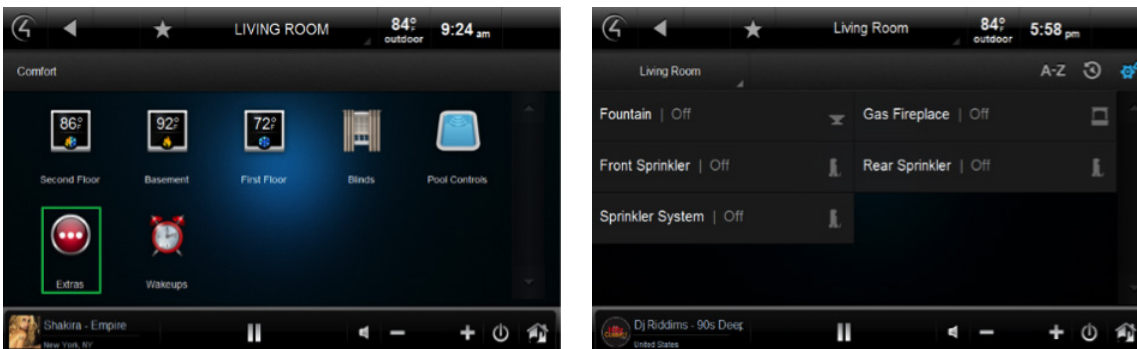 LIVING ROOM 84°F outdoor 9:24 am
Comfort
86°F 92°F 72°F
Second Floor Basement First Floor Blinds Pool Controls
Extras Wakeups
Shakira - Empire
New York, NY
Living Room 84°F outdoor 5:58 pm
Living Room A-Z
Fountain | Off Gas Fireplace | Off
Front Sprinkler | Off Rear Sprinkler | Off
Sprinkler System | Off
Dj Riddims - 90s Deep
United States